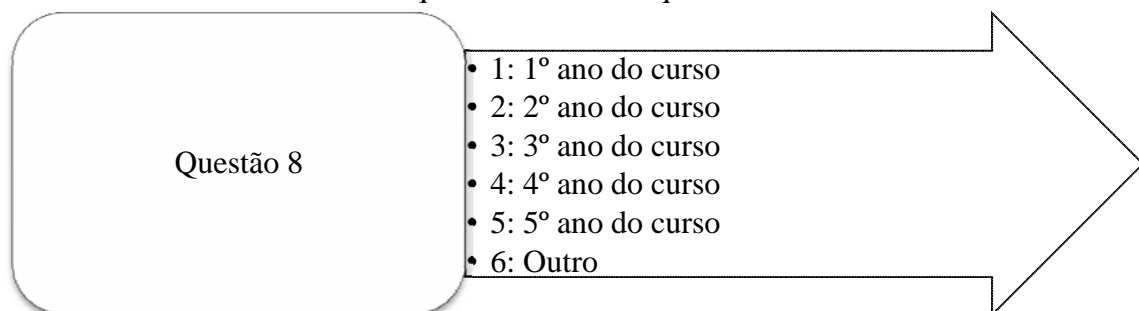 Questão 8
• 1: 1º ano do curso
• 2: 2º ano do curso
• 3: 3º ano do curso
• 4: 4º ano do curso
• 5: 5º ano do curso
• 6: Outro